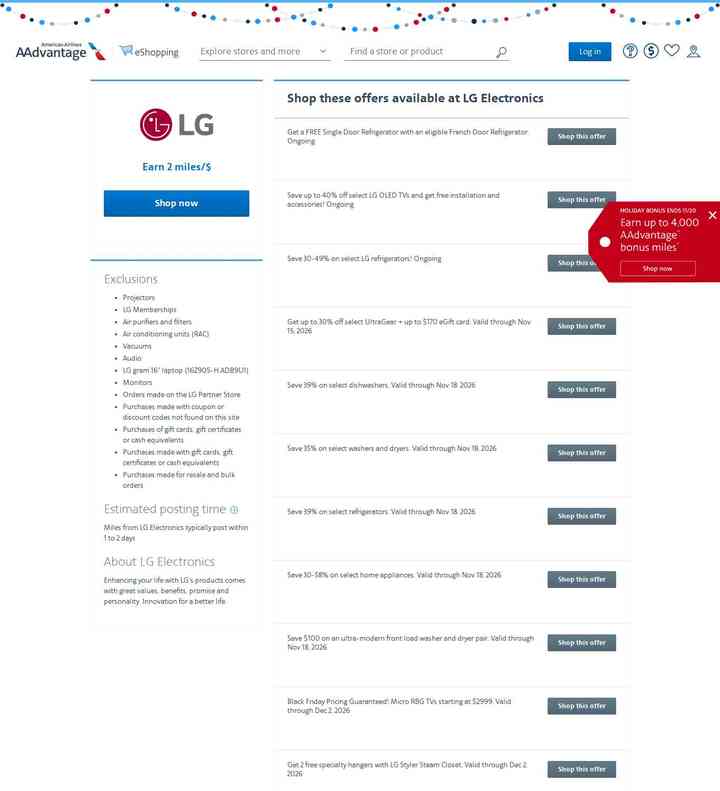 American Airlines
AAdvantage
eShopping
Explore stores and more
Find a store or product
Log in
LG
Earn 2 miles/$
Shop now
Exclusions
• Projectors
• LG Memberships
• Air purifiers and filters
• Air conditioning units (RAC)
• Vacuums
• Audio
• LG gram 16" laptop (16Z90S-H.ADB9U1)
• Monitors
• Orders made on the LG Partner Store
• Purchases made with coupon or
discount codes not found on this site
• Purchases of gift cards, gift certificates
or cash equivalents
• Purchases made with gift cards, gift
certificates or cash equivalents
• Purchases made for resale and bulk
orders
Estimated posting time
Miles from LG Electronics typically post within
1 to 2 days
About LG Electronics
Enhancing your life with LG's products comes
with great values, benefits, promise and
personality. Innovation for a better life.
Shop these offers available at LG Electronics
Get a FREE Single Door Refrigerator with an eligible French Door Refrigerator.
Ongoing
Shop this offer
Save up to 40% off select LG OLED TVs and get free installation and
accessories! Ongoing
Shop this offer
Save 30-49% on select LG refrigerators! Ongoing
Shop this o
Get up to 30% off select UltraGear + up to $170 eGift card. Valid through Nov
15, 2026
Shop this offer
Save 39% on select dishwashers. Valid through Nov 18, 2026
Shop this offer
Save 35% on select washers and dryers. Valid through Nov 18, 2026
Shop this offer
Save 39% on select refrigerators. Valid through Nov 18, 2026
Shop this offer
Save 30-58% on select home appliances. Valid through Nov 18, 2026
Shop this offer
Save $100 on an ultra-modern front load washer and dryer pair. Valid through
Nov 18, 2026
Shop this offer
Black Friday Pricing Guaranteed! Micro RBG TVs starting at $2999. Valid
through Dec 2, 2026
Shop this offer
Get 2 free specialty hangers with LG Styler Steam Closet. Valid through Dec 2,
2026
Shop this offer
HOLIDAY BONUS ENDS 11/20
Earn up to 4,000
AAdvantage®
bonus miles*
Shop now